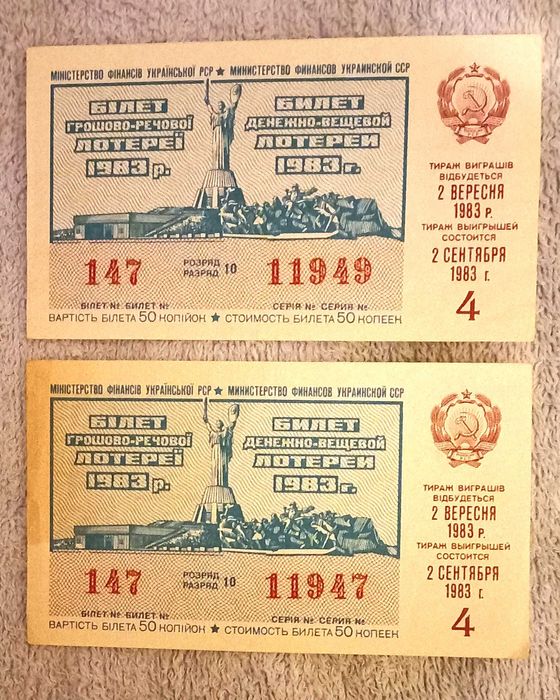 МІНІСТЕРСТВО ФІНАНСІВ УКРАЇНСЬКОЇ РСР ★ МИНИСТЕРСТВО ФИНАНСОВ УКРАИНСКОЙ ССР
БІЛЕТ
ГРОШОВО-РЕЧОВОЇ
ЛОТЕРЕЇ
1983 р.
БИЛЕТ
ДЕНЕЖНО-ВЕЩЕВОЙ
ЛОТЕРЕИ
1983 г.
147
РОЗРЯД
РАЗРЯД 10
11949
БІЛЕТ № БИЛЕТ №
СЕРІЯ № СЕРИЯ №
ВАРТІСТЬ БІЛЕТА 50 КОПІЙОК ★ СТОИМОСТЬ БИЛЕТА 50 КОПЕЕК
ТИРАЖ ВИГРАШІВ
ВІДБУДЕТЬСЯ
2 ВЕРЕСНЯ
1983 р.
ТИРАЖ ВЫИГРЫШЕЙ
СОСТОИТСЯ
2 СЕНТЯБРЯ
1983 г.
4
МІНІСТЕРСТВО ФІНАНСІВ УКРАЇНСЬКОЇ РСР ★ МИНИСТЕРСТВО ФИНАНСОВ УКРАИНСКОЙ ССР
БІЛЕТ
ГРОШОВО-РЕЧОВОЇ
ЛОТЕРЕЇ
1983 р.
БИЛЕТ
ДЕНЕЖНО-ВЕЩЕВОЙ
ЛОТЕРЕИ
1983 г.
147
РОЗРЯД
РАЗРЯД 10
11947
БІЛЕТ № БИЛЕТ №
СЕРІЯ № СЕРИЯ №
ВАРТІСТЬ БІЛЕТА 50 КОПІЙОК ★ СТОИМОСТЬ БИЛЕТА 50 КОПЕЕК
ТИРАЖ ВИГРАШІВ
ВІДБУДЕТЬСЯ
2 ВЕРЕСНЯ
1983 р.
ТИРАЖ ВЫИГРЫШЕЙ
СОСТОИТСЯ
2 СЕНТЯБРЯ
1983 г.
4